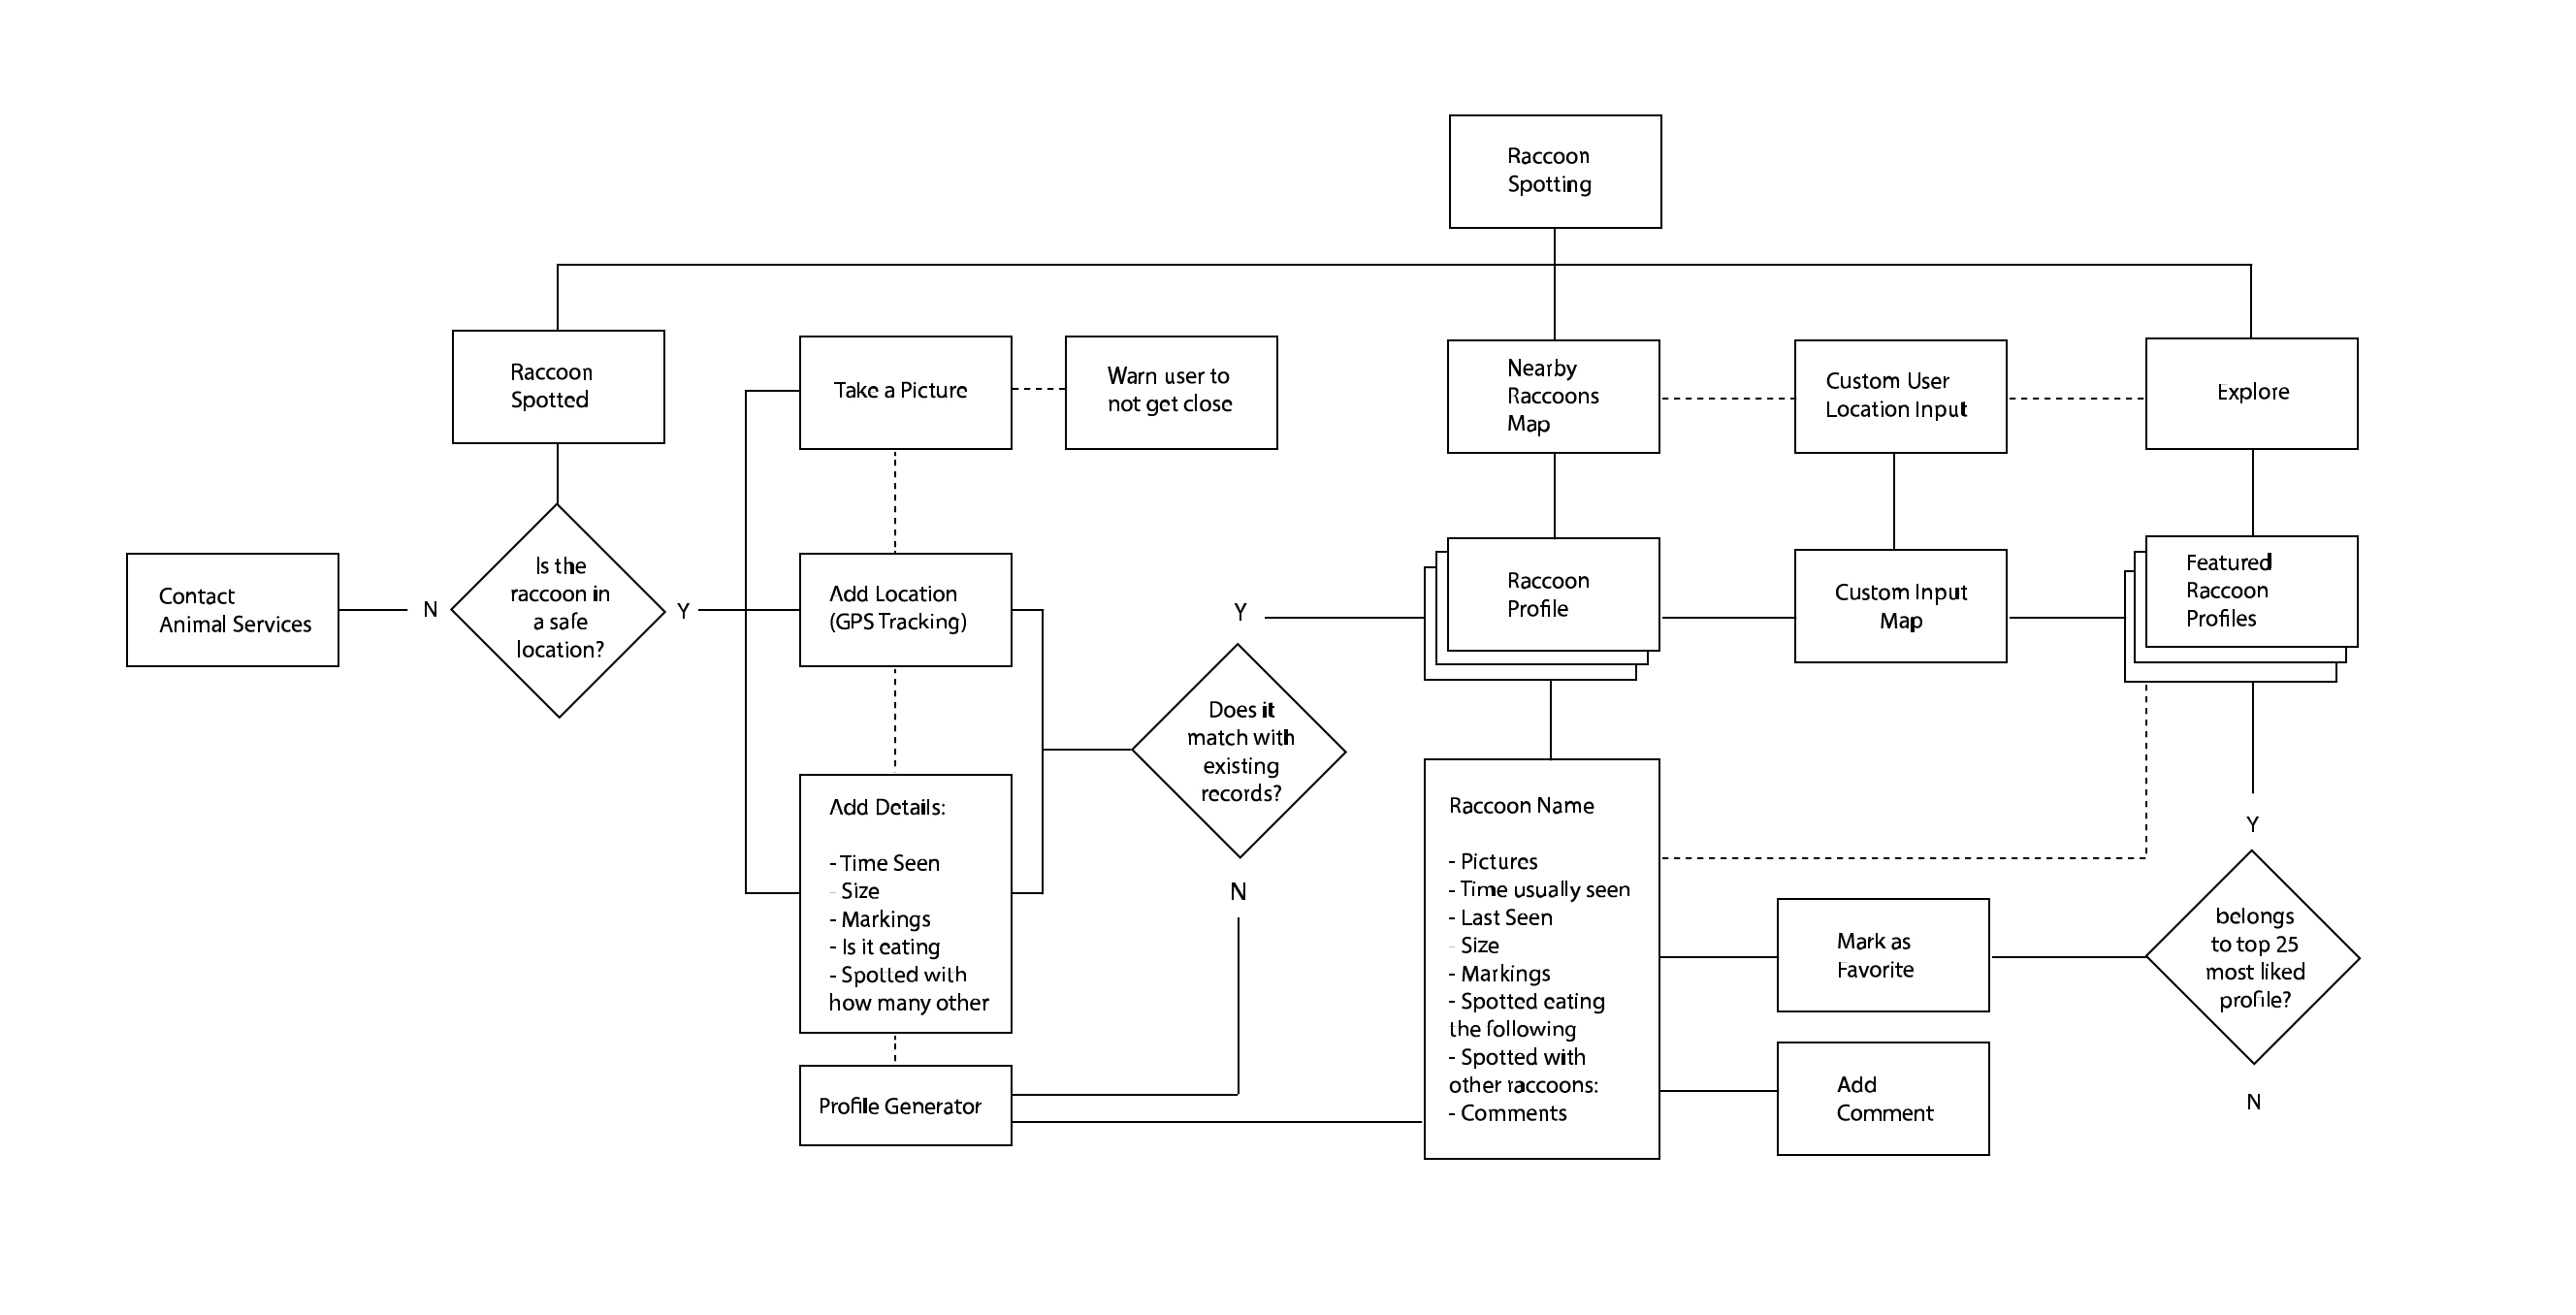 Raccoon
Spotting
Raccoon
Spotted
Take a Picture
Warn user to
not get close
Nearby
Raccoons
Map
Custom User
Location Input
Explore
Contact
Animal Services
N
Is the
raccoon in
a safe
location?
Y
Add Location
(GPS Tracking)
Y
Raccoon
Profile
Custom Input
Map
Featured
Raccoon
Profiles
Does it
match with
existing
records?
N
Add Details:
- Time Seen
- Size
- Markings
- Is it eating
- Spotted with
how many other
Profile Generator
Raccoon Name
- Pictures
- Time usually seen
- Last Seen
- Size
- Markings
- Spotted eating
the following
- Spotted with
other raccoons:
- Comments
Mark as
Favorite
Add
Comment
Y
belongs
to top 25
most liked
profile?
N